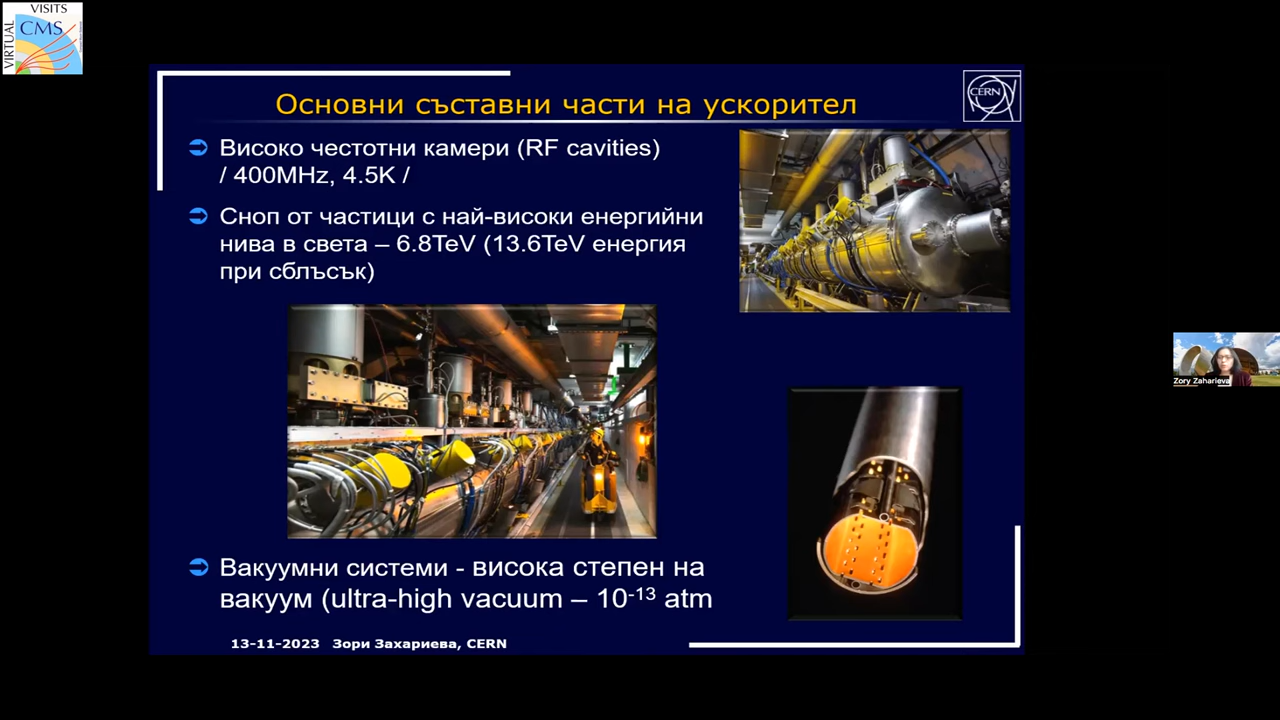 VISITS
CMS
VIRTUAL
CERN
Основни съставни части на ускорител
Високо честотни камери (RF cavities)
/ 400MHz, 4.5K /
Сноп от частици с най-високи енергийни
нива в света – 6.8TeV (13.6TeV енергия
при сблъсък)
Zory Zaharieva
Вакуумни системи - висока степен на
вакуум (ultra-high vacuum – 10⁻¹³ atm
13-11-2023 Зори Захариева, CERN